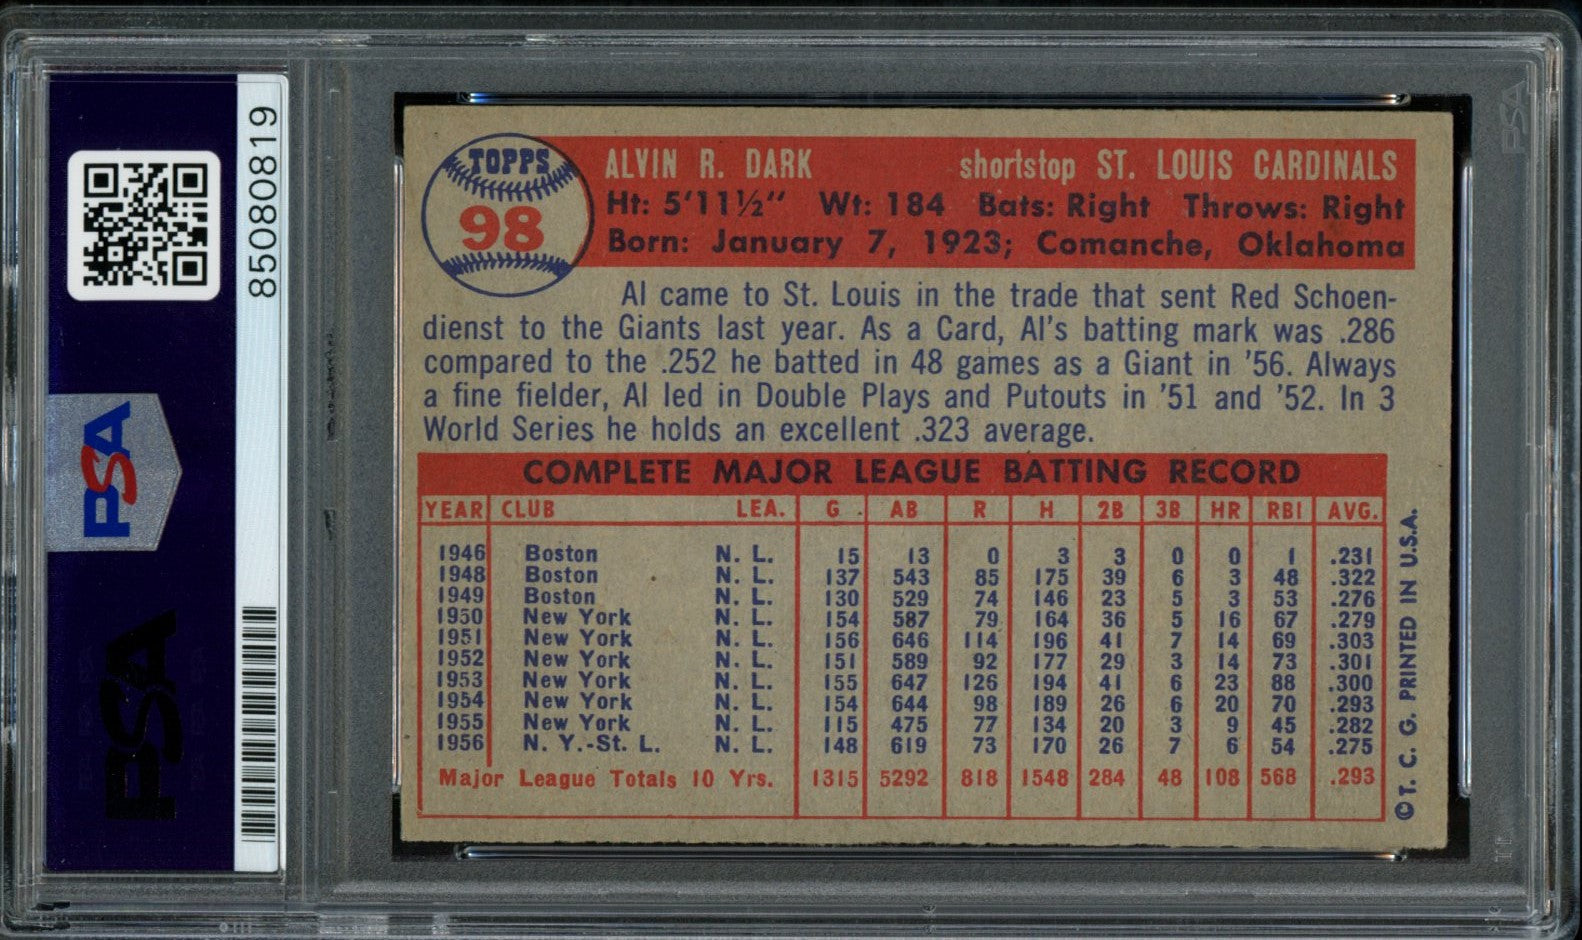 85080819
PSA
PSA
TOPPS
98
ALVIN R. DARK shortstop ST. LOUIS CARDINALS
Ht: 5'11½" Wt: 184 Bats: Right Throws: Right
Born: January 7, 1923; Comanche, Oklahoma
Al came to St. Louis in the trade that sent Red Schoen-
dienst to the Giants last year. As a Card, Al's batting mark was .286
compared to the .252 he batted in 48 games as a Giant in '56. Always
a fine fielder, Al led in Double Plays and Putouts in '51 and '52. In 3
World Series he holds an excellent .323 average.
COMPLETE MAJOR LEAGUE BATTING RECORD
YEAR CLUB LEA. G AB R H 2B 3B HR RBI AVG.
1946 Boston N. L. 15 13 0 3 3 0 0 1 .231
1948 Boston N. L. 137 543 85 175 39 6 3 48 .322
1949 Boston N. L. 130 529 74 146 23 5 3 53 .276
1950 New York N. L. 154 587 79 164 36 5 16 67 .279
1951 New York N. L. 156 646 114 196 41 7 14 69 .303
1952 New York N. L. 151 589 92 177 29 3 14 73 .301
1953 New York N. L. 155 647 126 194 41 6 23 88 .300
1954 New York N. L. 154 644 98 189 26 6 20 70 .293
1955 New York N. L. 115 475 77 134 20 3 9 45 .282
1956 N. Y.-St. L. N. L. 148 619 73 170 26 7 6 54 .275
Major League Totals 10 Yrs. 1315 5292 818 1548 284 48 108 568 .293
©T. C. G. PRINTED IN U.S.A.
PSA